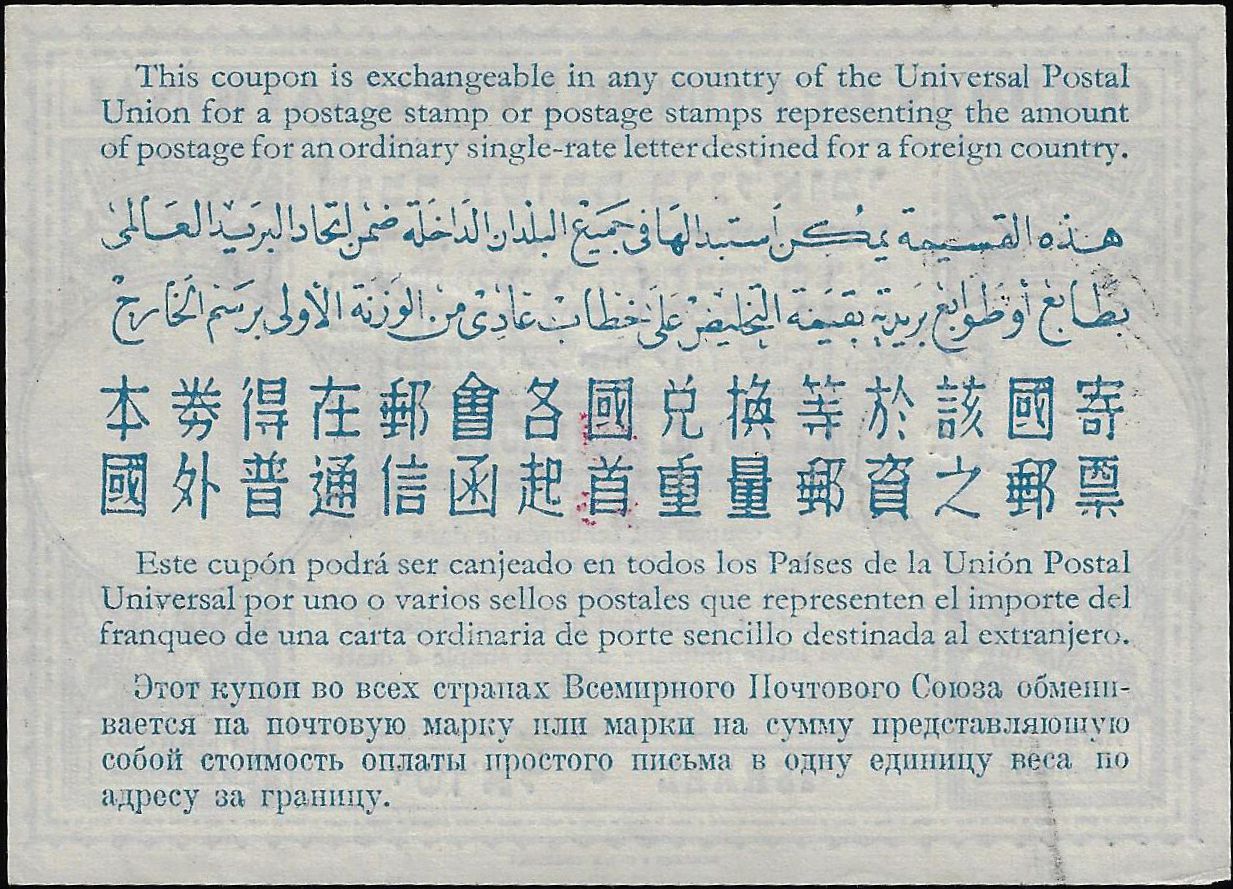 This coupon is exchangeable in any country of the Universal Postal
Union for a postage stamp or postage stamps representing the amount
of postage for an ordinary single-rate letter destined for a foreign country.
هذه القسيمة يمكن استبدالها في جميع البلدان الداخلة ضمن اتحاد البريد العالمى
بطابع أو طوابع بريدية بقيمة التخليص على خطاب عادى من الوزنة الأولى برسم الخارج
本券得在郵會各國兌換等於該國寄
國外普通信函起首重量郵資之郵票
Este cupón podrá ser canjeado en todos los Países de la Unión Postal
Universal por uno o varios sellos postales que representen el importe del
franqueo de una carta ordinaria de porte sencillo destinada al extranjero.
Этот купон во всех странах Всемирного Почтового Союза обмени-
вается на почтовую марку или марки на сумму представляющую
собой стоимость оплаты простого письма в одну единицу веса по
адресу за границу.